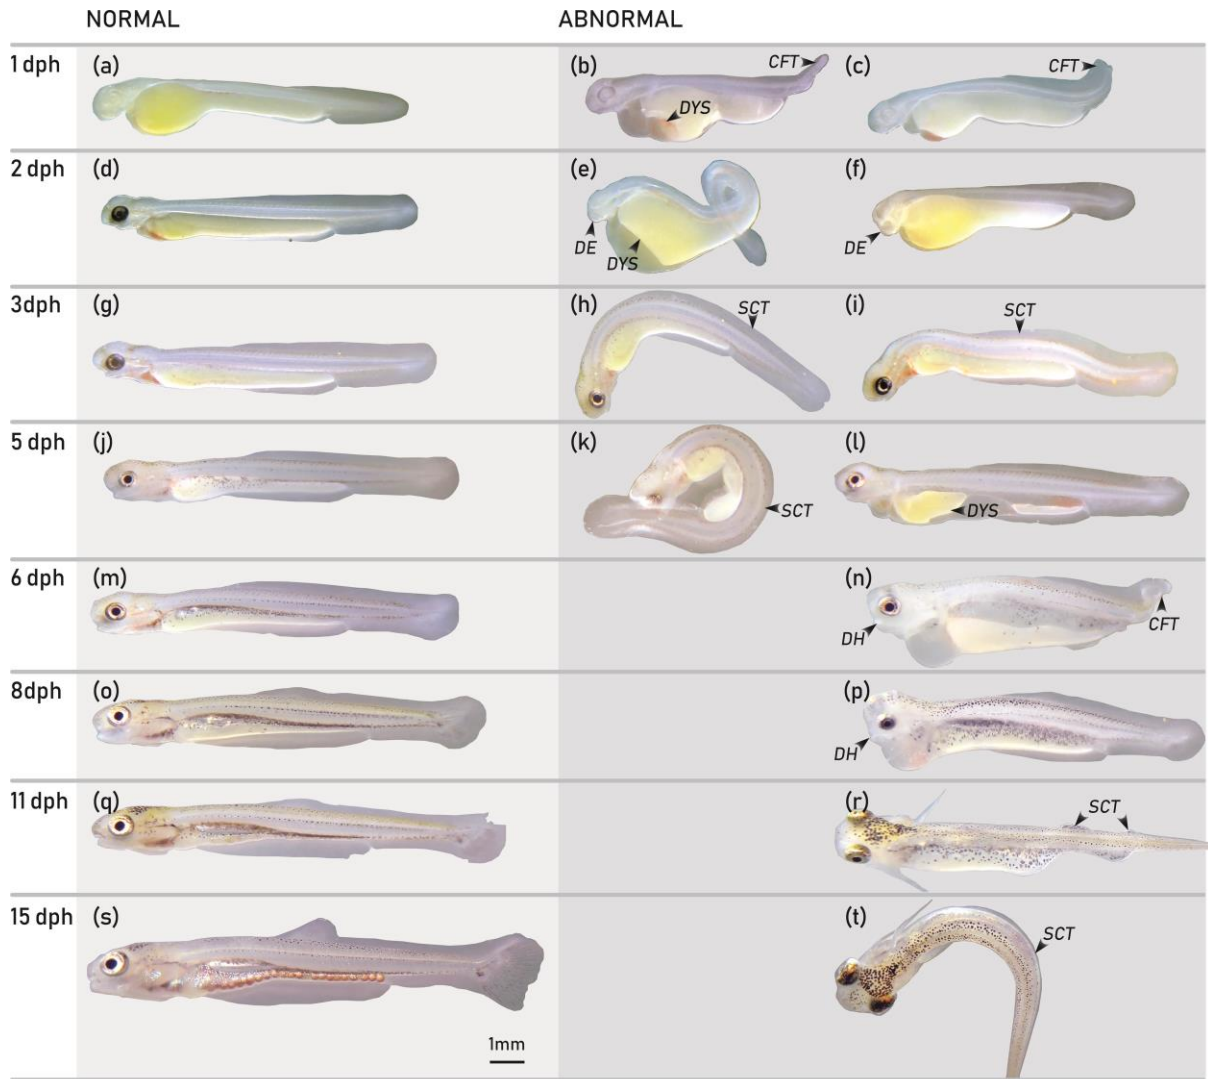 NORMAL ABNORMAL
1 dph (a) (b) CFT (c) CFT
DYS
2 dph (d) (e) (f)
DE DYS DE
3dph (g) (h) SCT (i) SCT
5 dph (j) (k) (l)
SCT DYS
6 dph (m) (n)
DH CFT
8dph (o) (p)
DH
11 dph (q) (r) SCT
15 dph (s) (t)
SCT
1mm